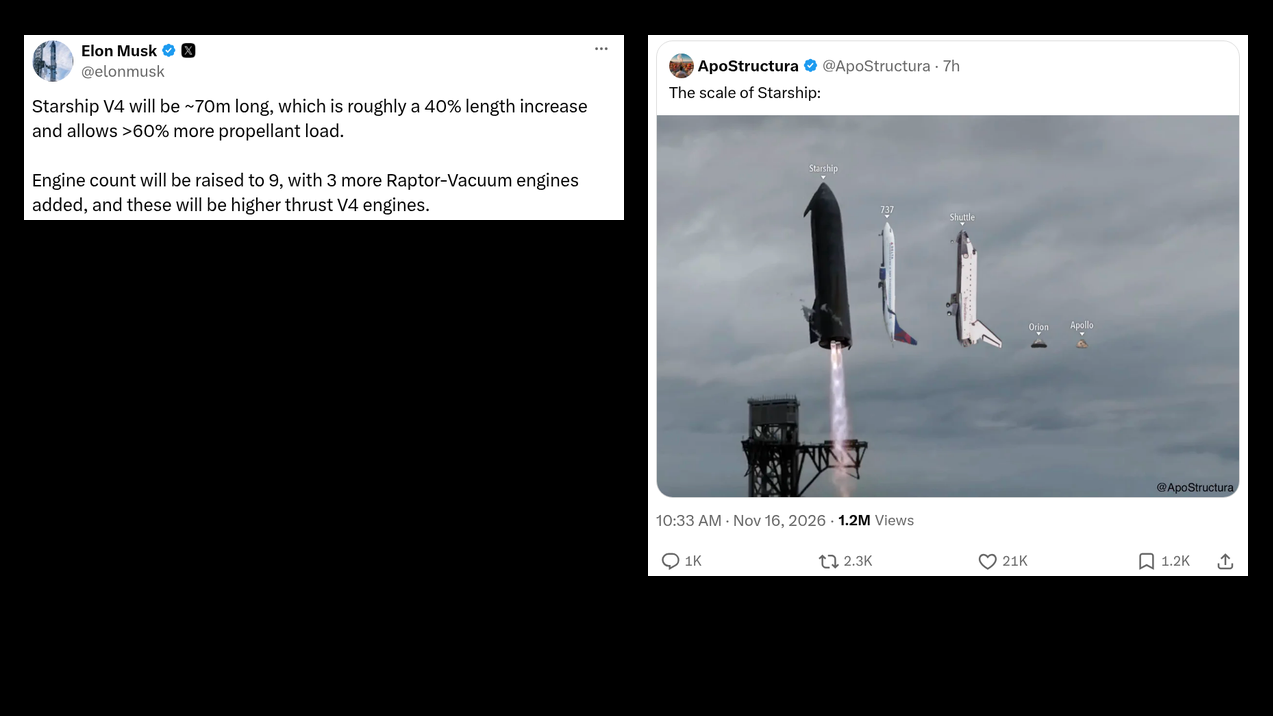 Elon Musk
@elonmusk
Starship V4 will be ~70m long, which is roughly a 40% length increase
and allows >60% more propellant load.
Engine count will be raised to 9, with 3 more Raptor-Vacuum engines
added, and these will be higher thrust V4 engines.
ApoStructura @ApoStructura · 7h
The scale of Starship:
Starship
737
Shuttle
Orion
Apollo
@ApoStructura
10:33 AM · Nov 16, 2026 · 1.2M Views
1K 2.3K 21K 1.2K